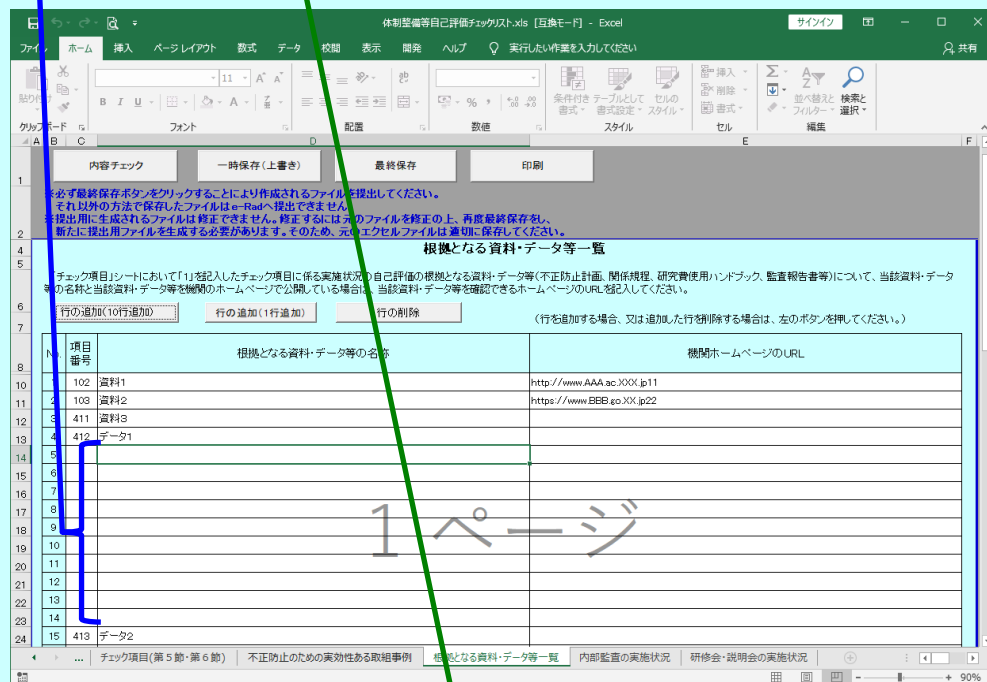 体制整備等自己評価チェックリスト.xls [互換モード] - Excel
サインイン
ファイル ホーム 挿入 ページ レイアウト 数式 データ 校閲 表示 開発 ヘルプ 実行したい作業を入力してください 共有
11
B I U
条件付き書式 テーブルとして書式設定 セルのスタイル
挿入
削除
書式
並べ替えと フィルター 検索と 選択
クリップボード フォント 配置 数値 スタイル セル 編集
A B C D E F
内容チェック 一時保存(上書き) 最終保存 印刷
1
※必ず最終保存ボタンをクリックすることにより作成されるファイルを提出してください。
それ以外の方法で保存したファイルはe-Radへ提出できません
※提出用に生成されるファイルは修正できません。修正するには元のファイルを修正の上、再度最終保存をし、
2 新たに提出用ファイルを生成する必要があります。そのため、元のエクセルファイルは適切に保存してください。
4 根拠となる資料・データ等一覧
5
「チェック項目」シートにおいて「1」を記入したチェック項目に係る実施状況の自己評価の根拠となる資料・データ等(不正防止計画、関係規程、研究費使用ハンドブック、監査報告書等)について、当該資料・データ
等の名称と当該資料・データ等を機関のホームページで公開している場合は、当該資料・データ等を確認できるホームページのURLを記入してください。
6
行の追加(10行追加) 行の追加(1行追加) 行の削除 (行を追加する場合、又は追加した行を削除する場合は、左のボタンを押してください。)
7
8 No. 項目番号 根拠となる資料・データ等の名称 機関ホームページのURL
10 1 102 資料1 http://www.AAA.ac.XXX.jp11
11 2 103 資料2 https://www.BBB.go.XX.jp22
12 3 411 資料3
13 4 412 データ1
14 5
15 6
16 7
17 8
18 9
19 10
20 11
21 12
22 13
23 14
24 15 413 データ2
1 ページ
... チェック項目(第5節・第6節) 不正防止のための実効性ある取組事例 根拠となる資料・データ等一覧 内部監査の実施状況 研修会・説明会の実施状況
90%